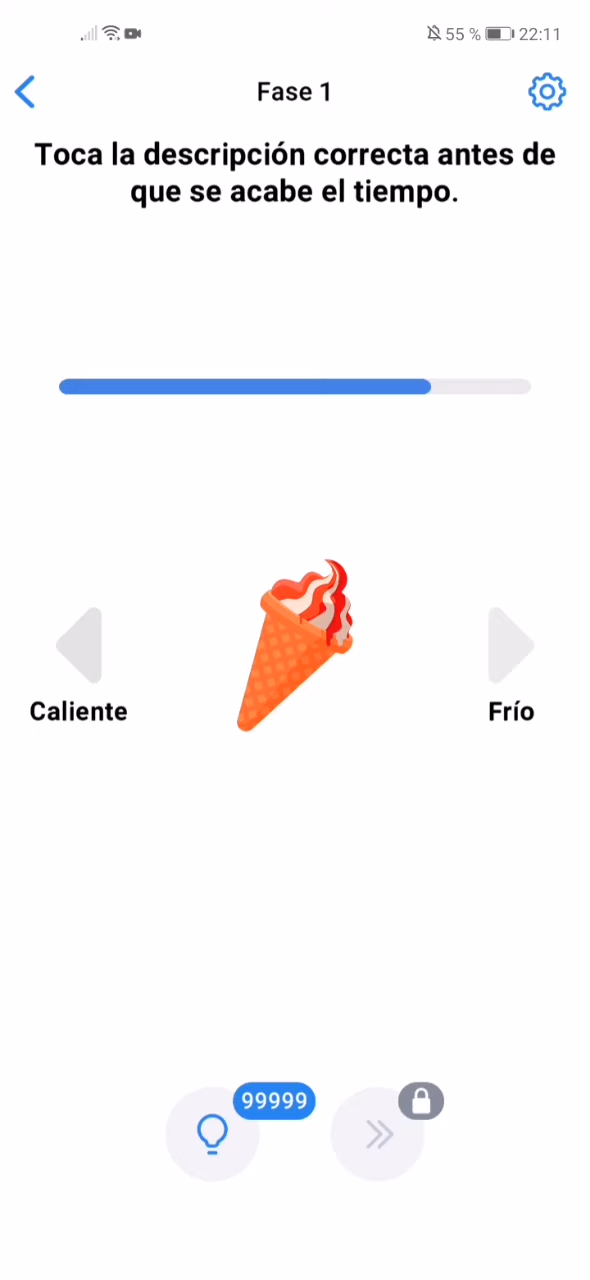 55 % 22:11
Fase 1
Toca la descripción correcta antes de
que se acabe el tiempo.
Caliente Frío
99999